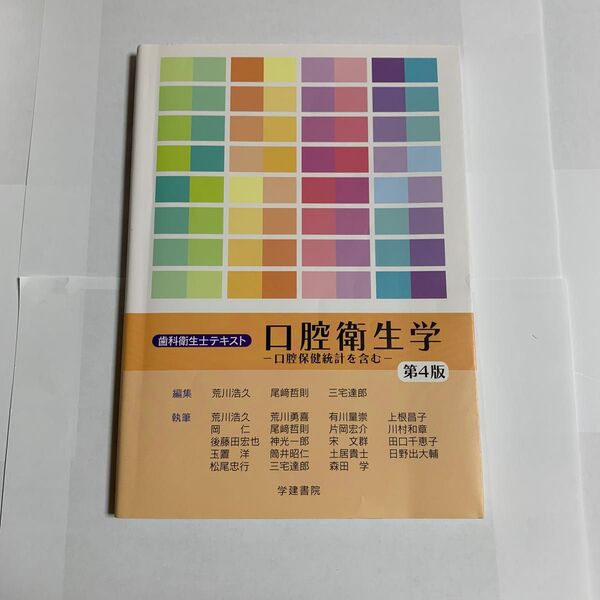 歯科衛生士テキスト 口腔衛生学
－口腔保健統計を含む－
第4版
編集 荒川浩久 尾﨑哲則 三宅達郎
執筆 荒川浩久 荒川勇喜 有川量崇 上根昌子
岡 仁 尾﨑哲則 片岡宏介 川村和章
後藤田宏也 神光一郎 宋 文群 田口千恵子
玉置 洋 筒井昭仁 土居貴士 日野出大輔
松尾忠行 三宅達郎 森田 学
学建書院